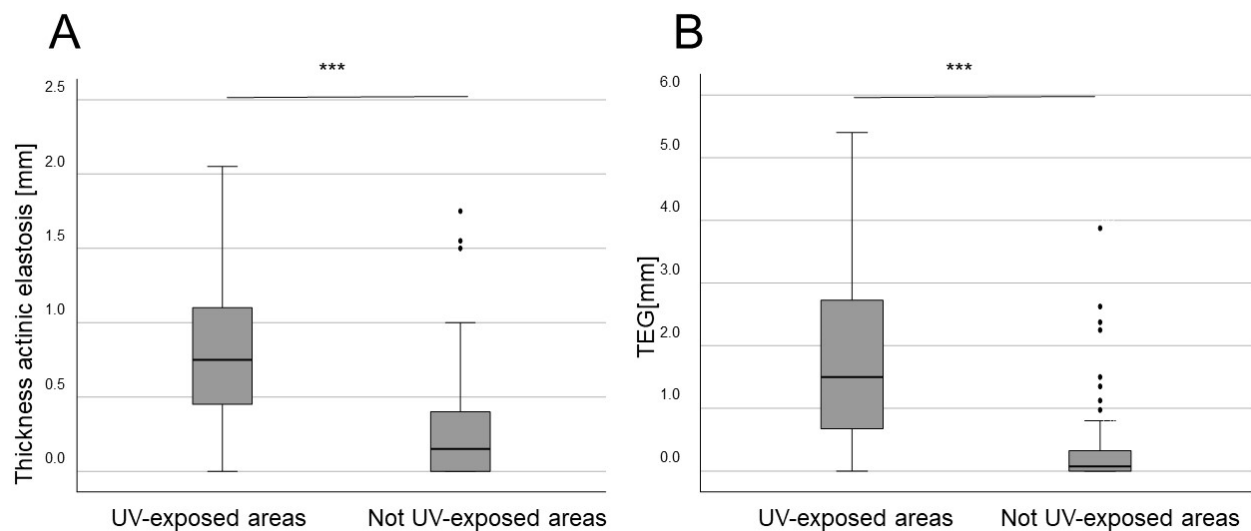 A
***
2.5
2.0
1.5
1.0
0.5
0.0
Thickness actinic elastosis [mm]
UV-exposed areas
Not UV-exposed areas
B
***
6.0
5.0
4.0
3.0
2.0
1.0
0.0
TEG[mm]
UV-exposed areas
Not UV-exposed areas